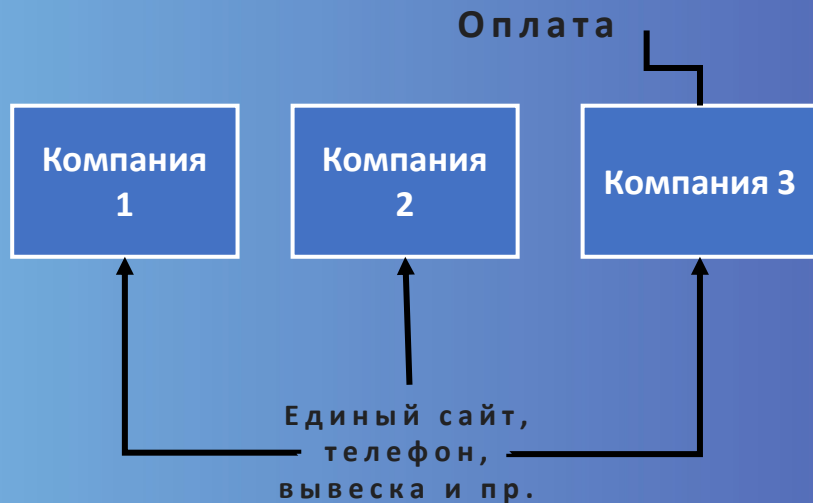 Оплата
Компания
1
Компания
2
Компания 3
Единый сайт,
телефон,
вывеска и пр.